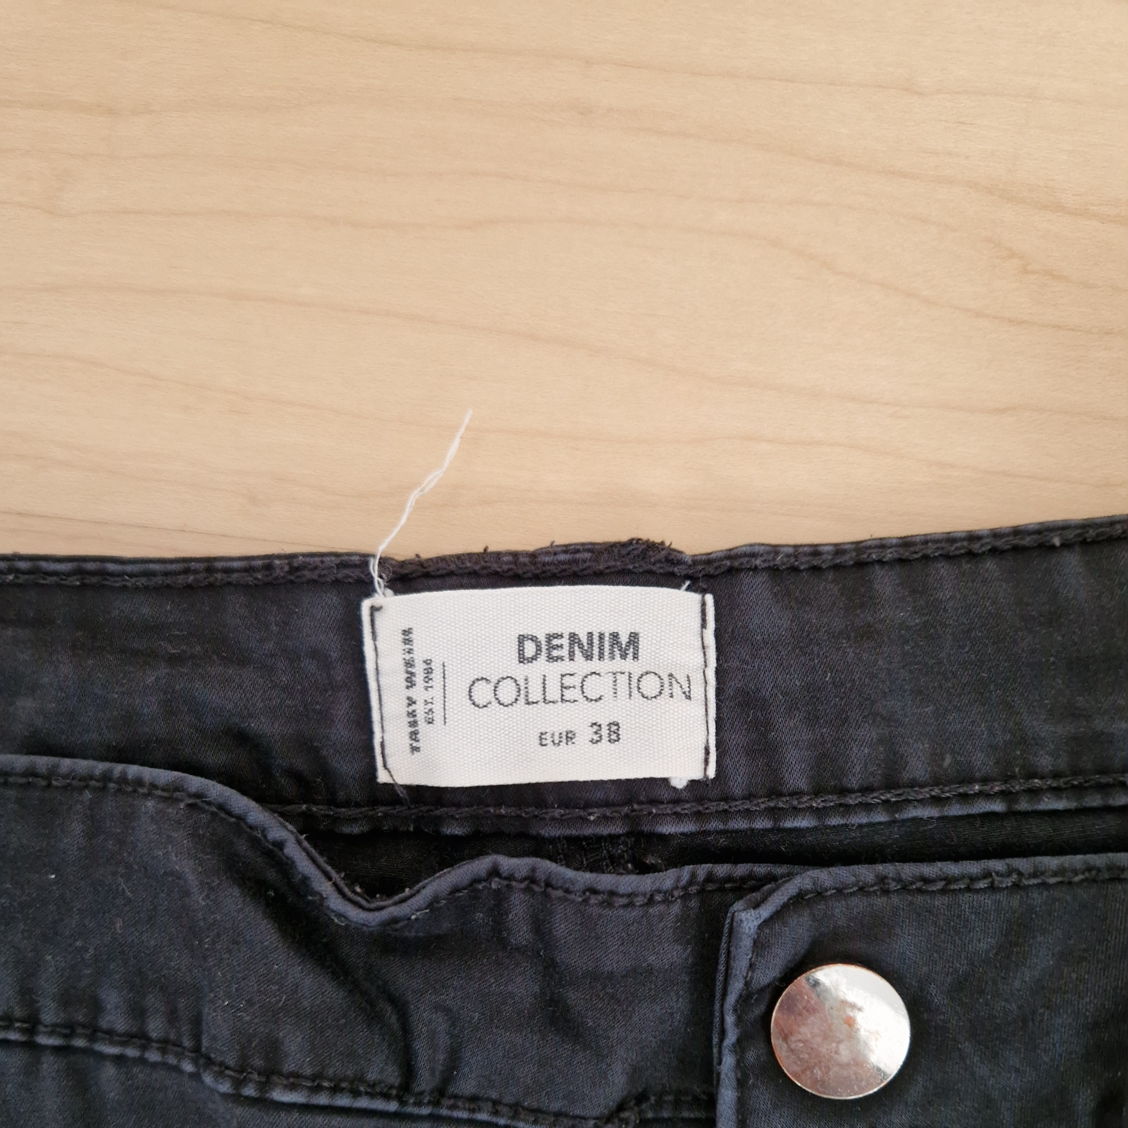 TALLY WEiJL
EST. 1984
DENIM
COLLECTION
EUR 38